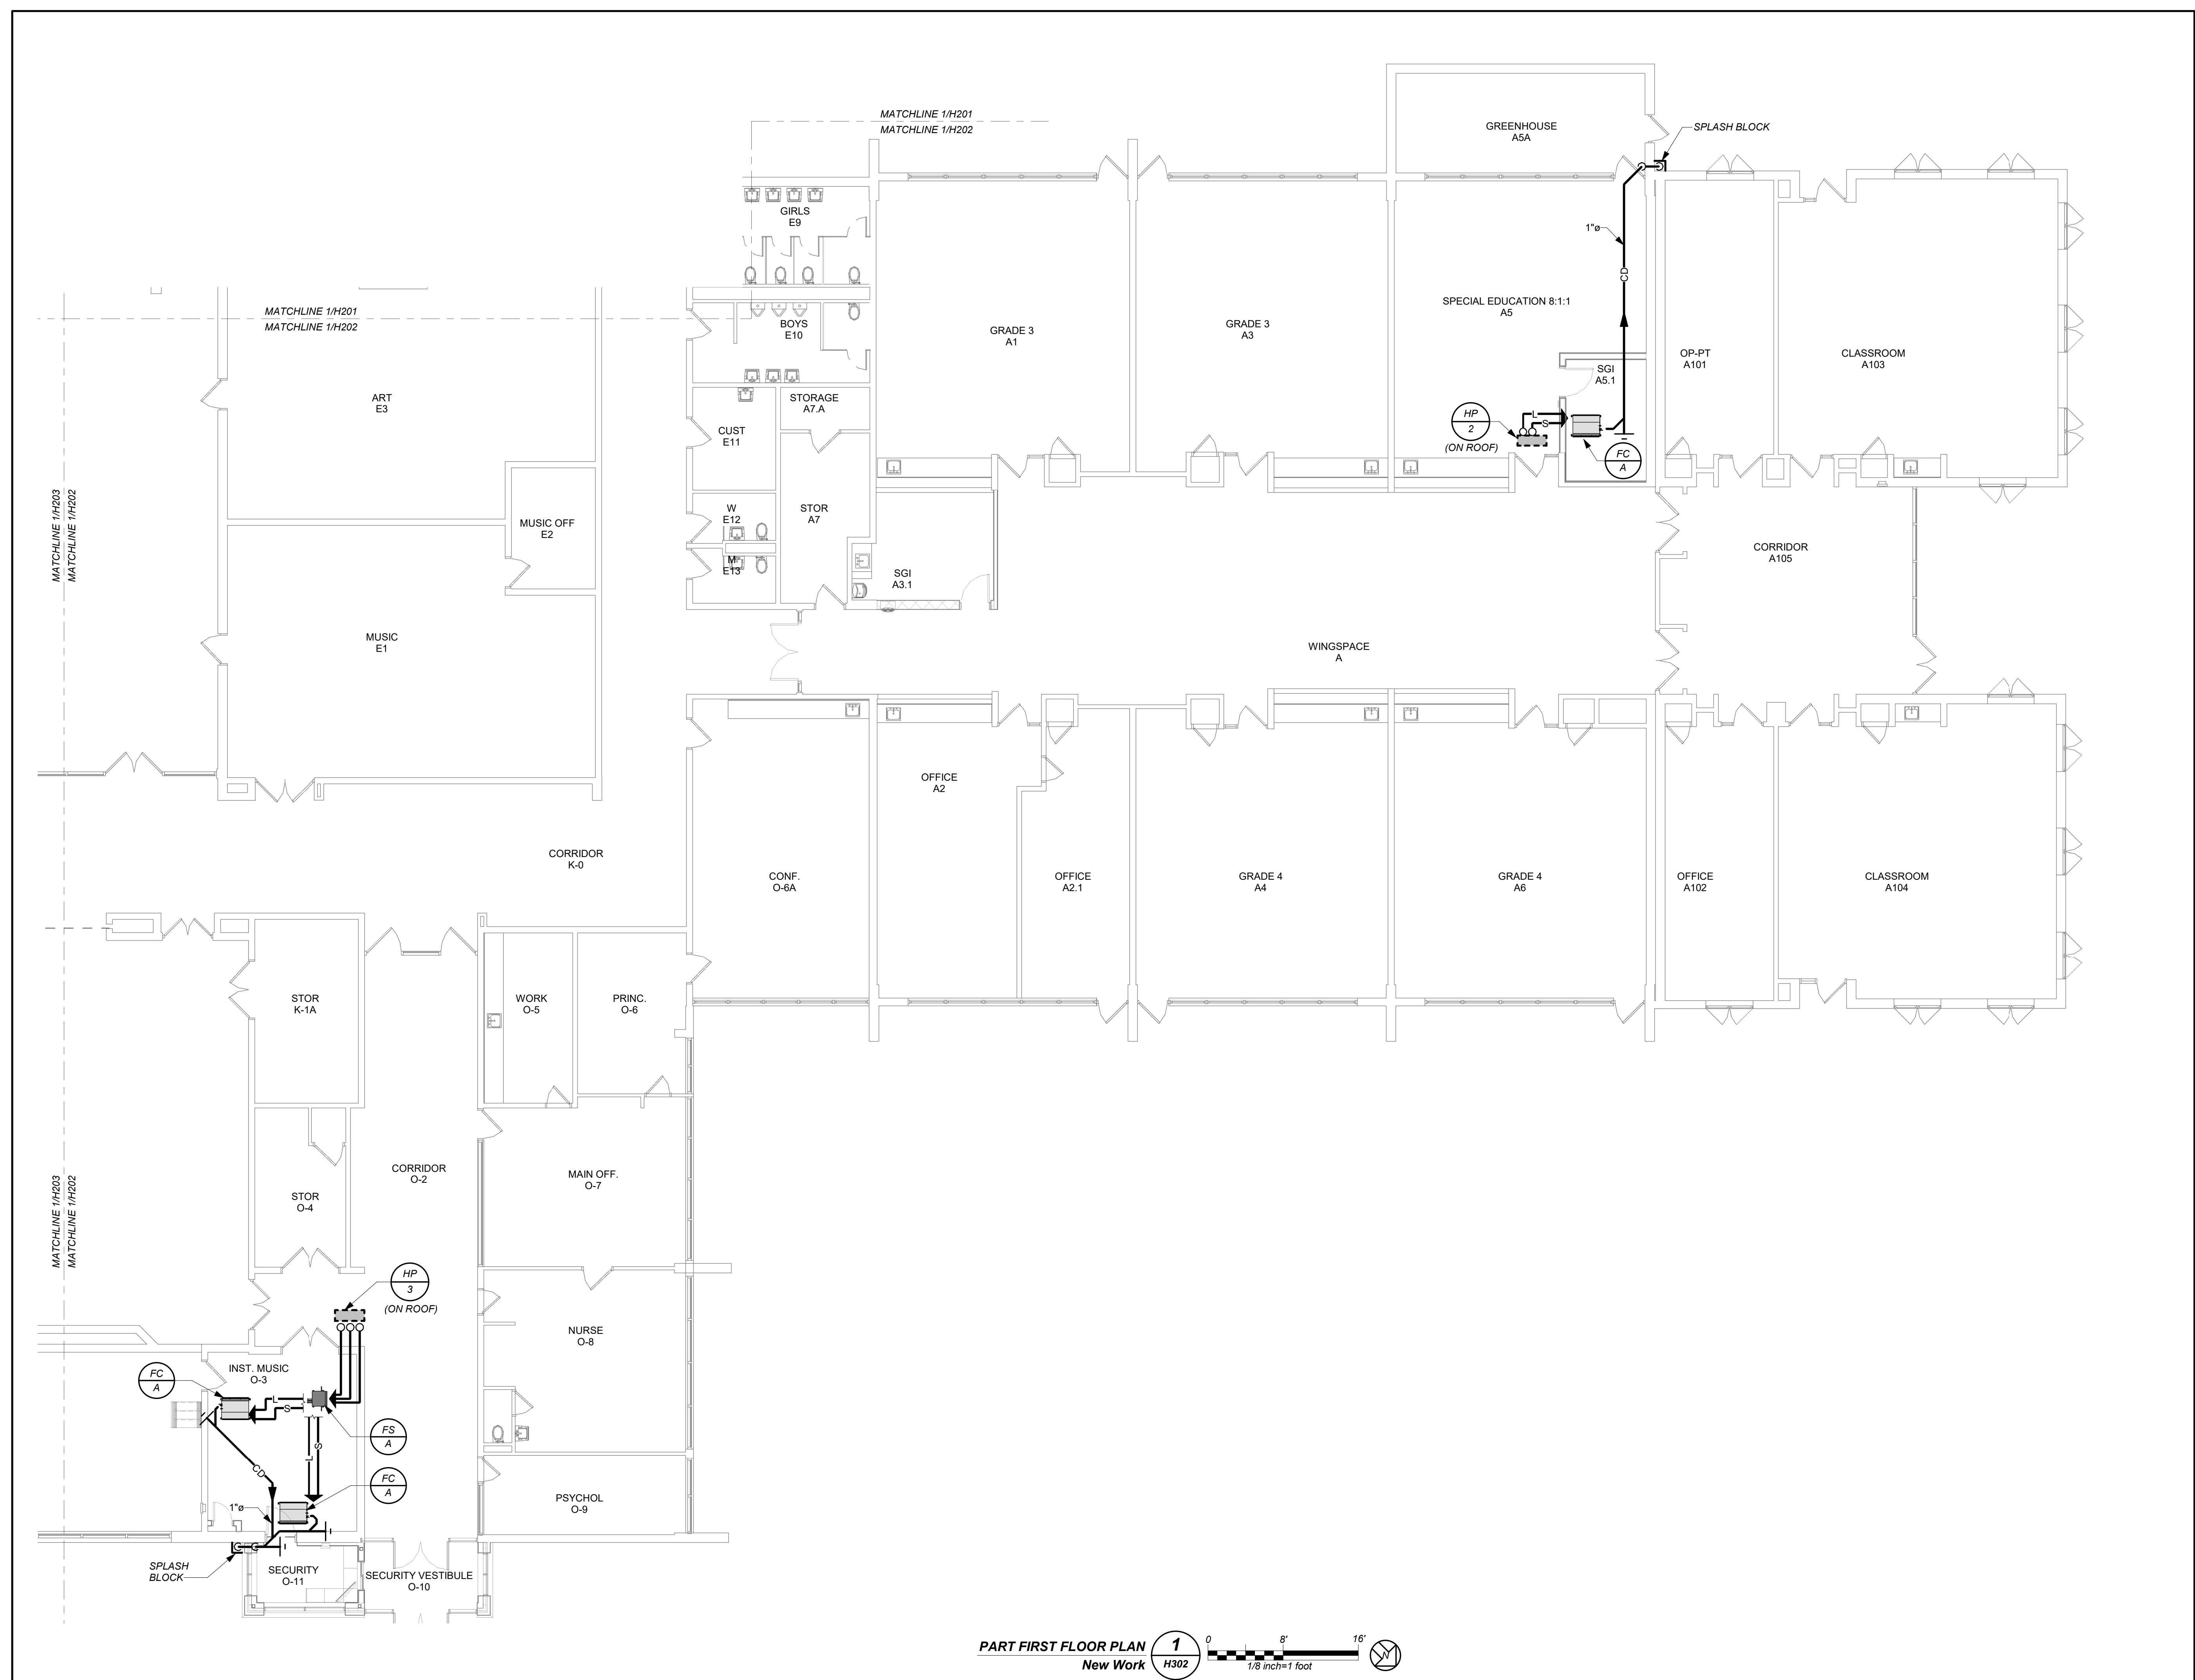 MATCHLINE 1/H201
MATCHLINE 1/H202
GREENHOUSE
A5A
SPLASH BLOCK
GIRLS
E9
1"ø
CD
MATCHLINE 1/H201
MATCHLINE 1/H202
BOYS
E10
GRADE 3
A1
GRADE 3
A3
SPECIAL EDUCATION 8:1:1
A5
OP-PT
A101
CLASSROOM
A103
SGI
A5.1
ART
E3
STORAGE
A7.A
CUST
E11
HP
2
(ON ROOF)
L
S
FC
A
MATCHLINE 1/H203
MATCHLINE 1/H202
MUSIC OFF
E2
W
E12
STOR
A7
M
E13
SGI
A3.1
CORRIDOR
A105
MUSIC
E1
WINGSPACE
A
OFFICE
A2
CORRIDOR
K-0
CONF.
O-6A
OFFICE
A2.1
GRADE 4
A4
GRADE 4
A6
OFFICE
A102
CLASSROOM
A104
STOR
K-1A
WORK
O-5
PRINC.
O-6
MATCHLINE 1/H203
MATCHLINE 1/H202
CORRIDOR
O-2
MAIN OFF.
O-7
STOR
O-4
HP
3
(ON ROOF)
NURSE
O-8
INST. MUSIC
O-3
FC
A
L
S
FS
A
L
S
CD
FC
A
1"ø
PSYCHOL
O-9
SPLASH
BLOCK
SECURITY
O-11
SECURITY VESTIBULE
O-10
PART FIRST FLOOR PLAN
New Work
1
H302
0 8' 16'
1/8 inch=1 foot
N